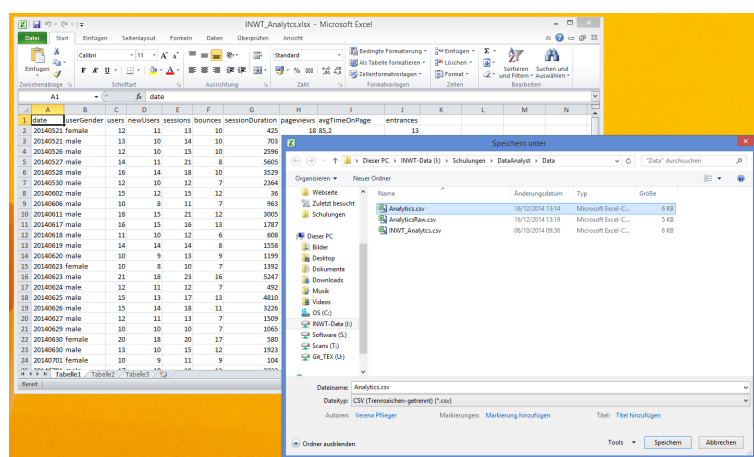 INWT_Analytcs.xlsx - Microsoft Excel
Datei Start Einfügen Seitenlayout Formeln Daten Überprüfen Ansicht
Einfügen
Calibri 11
F K U
Standard
% 000
Bedingte Formatierung
Als Tabelle formatieren
Zellenformatvorlagen
Einfügen
Löschen
Format
Sortieren und Filtern
Suchen und Auswählen
Zwischenablage Schriftart Ausrichtung Zahl Formatvorlagen Zellen Bearbeiten
A1 fx date
A B C D E F G H I J K L M N
1 date userGender users newUsers sessions bounces sessionDuration pageviews avgTimeOnPage entrances
2 20140521 female 12 11 13 10 425 18 85,2 13
3 20140521 male 13 10 14 10 703
4 20140526 male 12 10 15 10 2596
5 20140527 male 14 11 21 8 5605
6 20140528 male 16 14 18 10 3529
7 20140530 male 12 10 12 7 2364
8 20140602 male 15 12 15 12 36
9 20140606 male 10 8 11 7 963
10 20140611 male 18 15 21 12 3005
11 20140617 male 16 15 16 13 1787
12 20140618 male 11 10 12 6 608
13 20140619 male 14 14 14 8 1558
14 20140620 male 10 9 13 9 1199
15 20140623 female 10 8 10 7 1392
16 20140623 male 21 18 23 16 5247
17 20140624 male 12 11 12 7 492
18 20140625 male 15 13 17 13 4810
19 20140626 male 15 14 18 11 3226
20 20140627 male 12 11 13 7 1509
21 20140629 male 10 10 10 7 1065
22 20140630 female 20 18 20 17 580
23 20140630 male 13 10 15 12 1923
24 20140701 female 10 9 11 9 104
Tabelle1 Tabelle2 Tabelle3
Bereit
Speichern unter
Dieser PC INWT-Data (I:) Schulungen DataAnalyst Data
"Data" durchsuchen
Organisieren Neuer Ordner
Webseite
Zuletzt besucht
Schulungen
Dieser PC
Bilder
Desktop
Dokumente
Downloads
Musik
Videos
OS (C:)
INWT-Data (I:)
Software (S:)
Scans (T:)
Git_TEX (U:)
Name Änderungsdatum Typ Größe
Analytics.csv 16/12/2014 13:14 Microsoft Excel-C... 6 KB
AnalyticsRaw.csv 16/12/2014 13:19 Microsoft Excel-C... 5 KB
INWT_Analytcs.csv 06/10/2014 09:36 Microsoft Excel-C... 6 KB
Dateiname: Analytics.csv
Dateityp: CSV (Trennzeichen-getrennt) (*.csv)
Autoren: Verena Pflieger Markierungen: Markierung hinzufügen Titel: Titel hinzufügen
Ordner ausblenden Tools Speichern Abbrechen